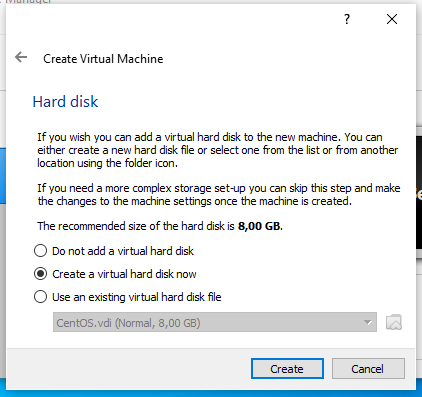 Manager
?
Create Virtual Machine
Hard disk
If you wish you can add a virtual hard disk to the new machine. You can
either create a new hard disk file or select one from the list or from another
location using the folder icon.
If you need a more complex storage set-up you can skip this step and make
the changes to the machine settings once the machine is created.
The recommended size of the hard disk is 8,00 GB.
Do not add a virtual hard disk
Create a virtual hard disk now
Use an existing virtual hard disk file
CentOS.vdi (Normal, 8,00 GB)
Create
Cancel